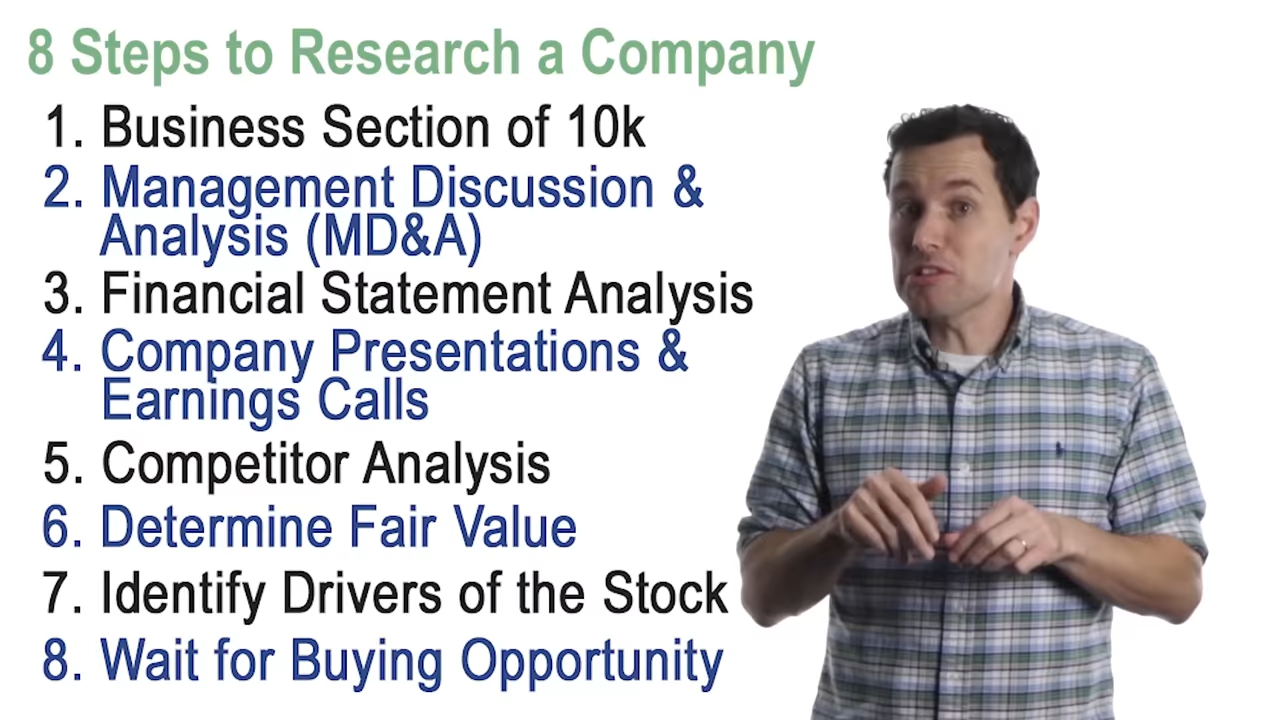 8 Steps to Research a Company
1. Business Section of 10k
2. Management Discussion &
Analysis (MD&A)
3. Financial Statement Analysis
4. Company Presentations &
Earnings Calls
5. Competitor Analysis
6. Determine Fair Value
7. Identify Drivers of the Stock
8. Wait for Buying Opportunity